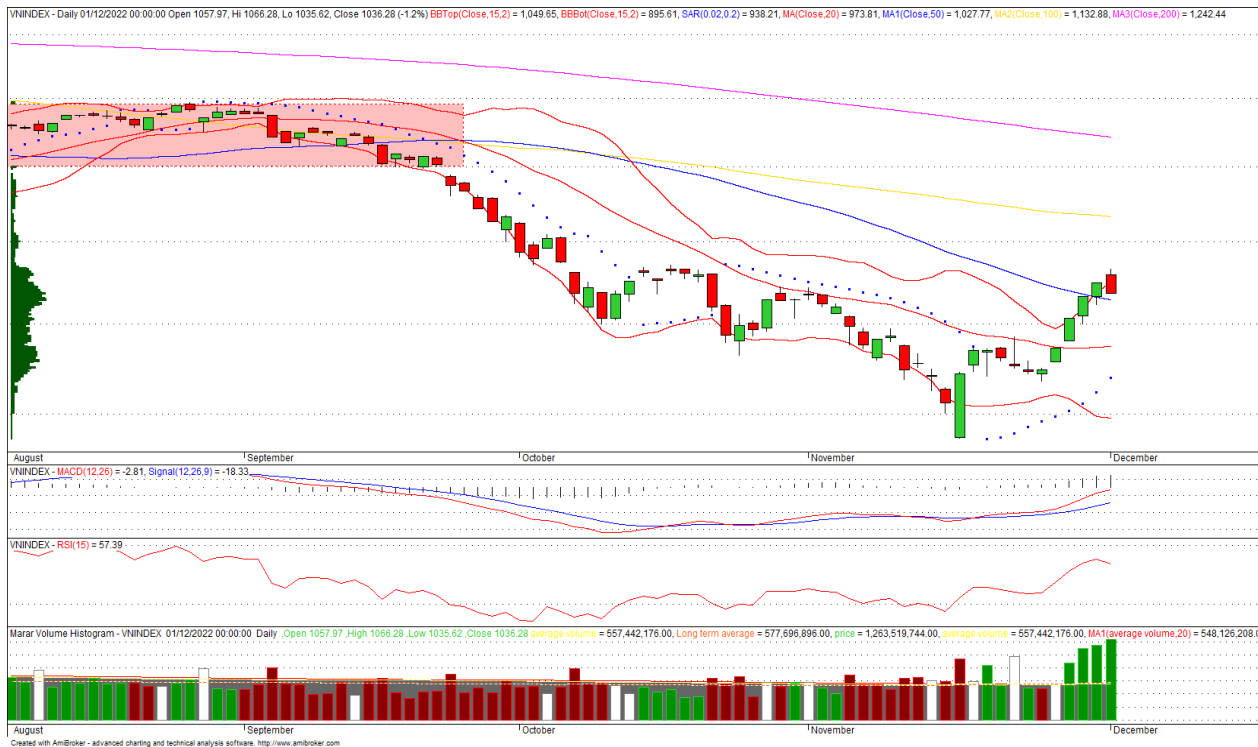 VNINDEX - Daily 01/12/2022 00:00:00 Open 1057.97, Hi 1066.28, Lo 1035.62, Close 1036.28 (-1.2%) BBTop(Close,15,2) = 1,049.65, BBBot(Close,15,2) = 895.61, SAR(0.02,0.2) = 938.21, MA(Close,20) = 973.81, MA1(Close,50) = 1,027.77, MA2(Close,100) = 1,132.88, MA3(Close,200) = 1,242.44
August September October November December
VNINDEX - MACD(12,26) = -2.81, Signal(12,26,9) = -18.33
VNINDEX - RSI(15) = 57.39
Marar Volume Histogram - VNINDEX 01/12/2022 00:00:00 Daily ,Open 1057.97 ,High 1066.28 ,Low 1035.62 ,Close 1036.28 average volume = 557,442,176.00, Long term average = 577,696,896.00, price = 1,263,519,744.00, average volume = 557,442,176.00, MA1(average volume,20) = 548,126,208.0
August September October November December
Created with AmiBroker - advanced charting and technical analysis software. http://www.amibroker.com